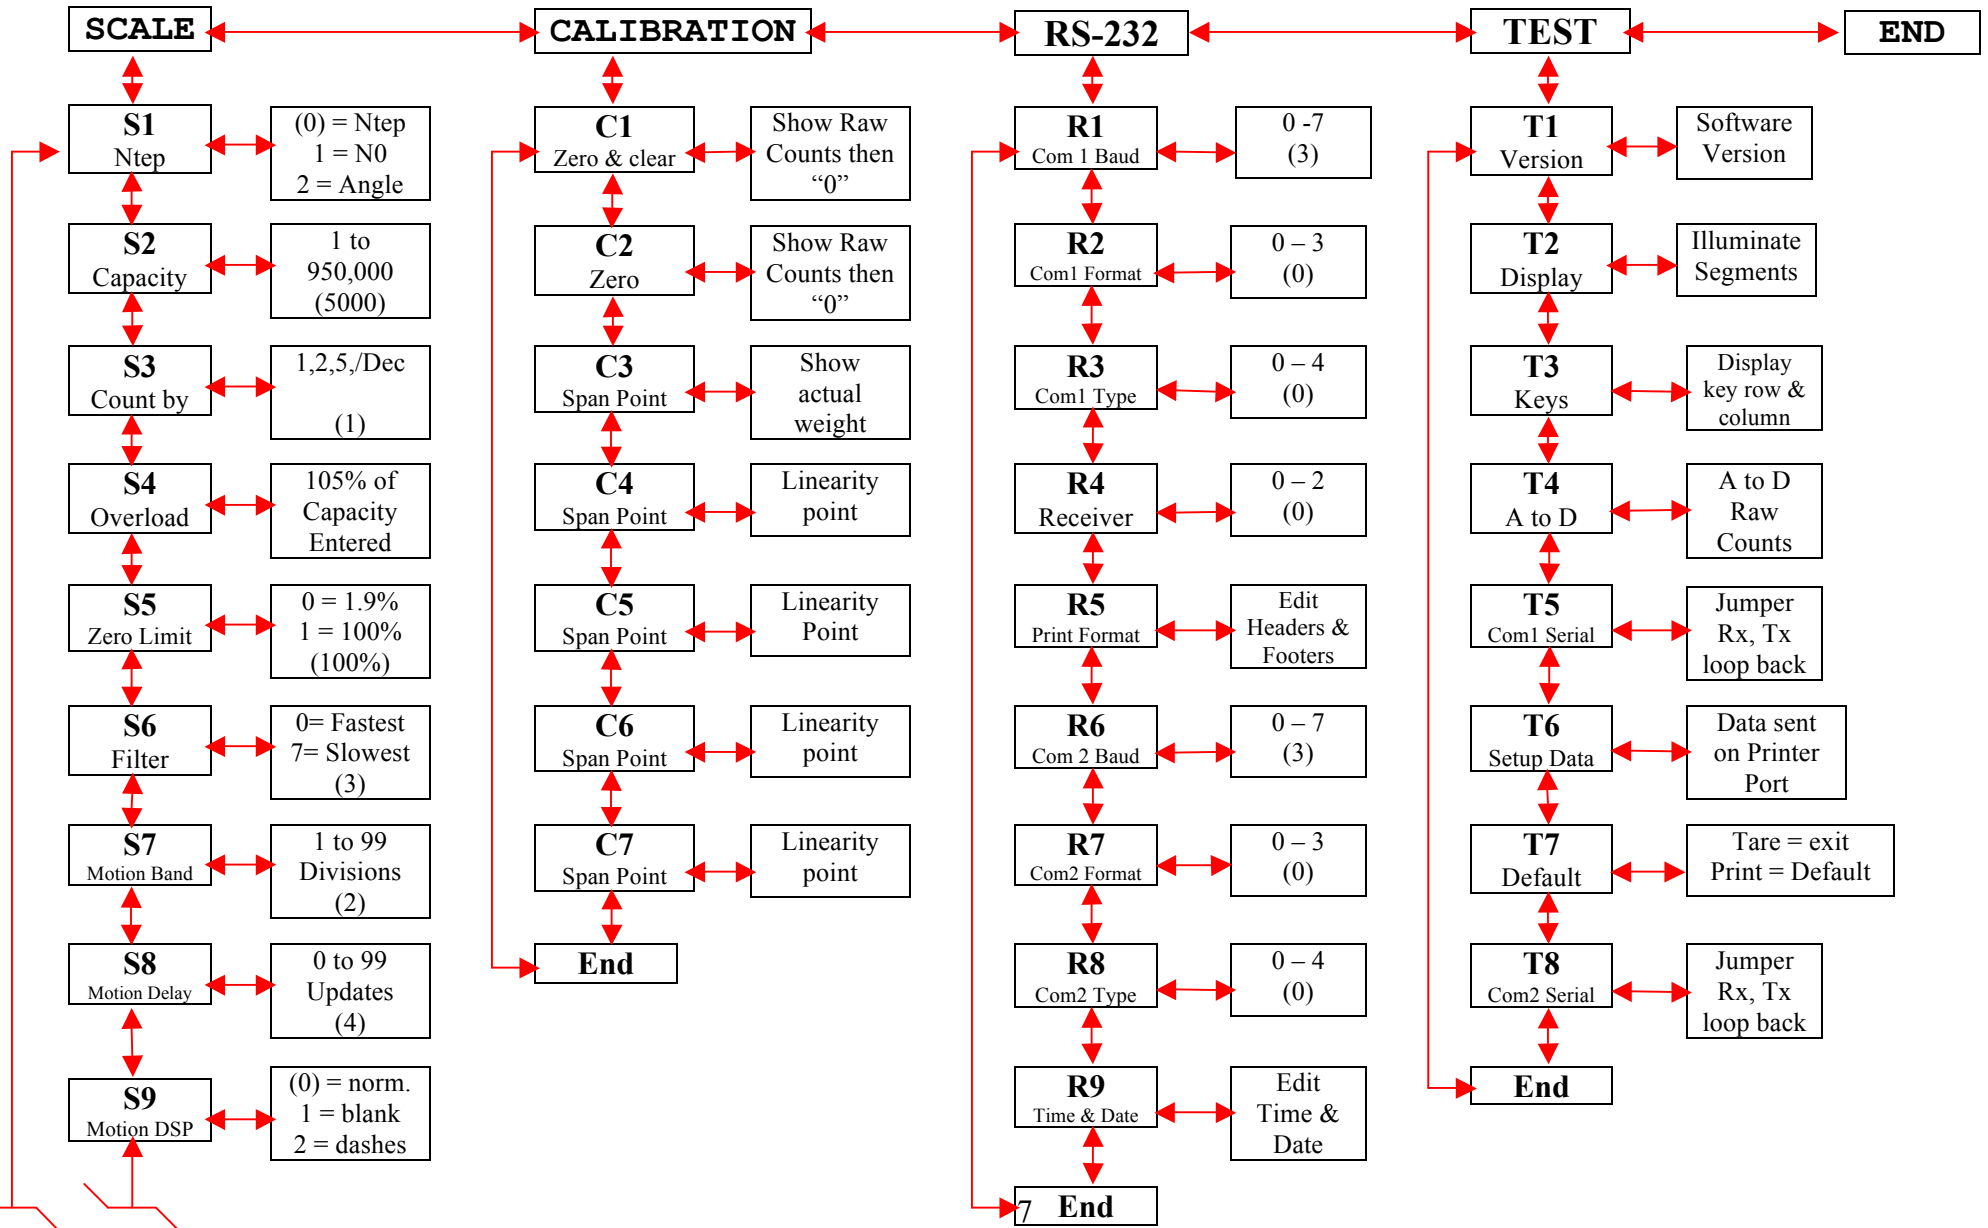 SCALE
CALIBRATION
RS-232
TEST
END
S1
Ntep
(0) = Ntep
1 = N0
2 = Angle
S2
Capacity
1 to
950,000
(5000)
S3
Count by
1,2,5,/Dec
(1)
S4
Overload
105% of
Capacity
Entered
S5
Zero Limit
0 = 1.9%
1 = 100%
(100%)
S6
Filter
0= Fastest
7= Slowest
(3)
S7
Motion Band
1 to 99
Divisions
(2)
S8
Motion Delay
0 to 99
Updates
(4)
S9
Motion DSP
(0) = norm.
1 = blank
2 = dashes
C1
Zero & clear
Show Raw
Counts then
“0”
C2
Zero
Show Raw
Counts then
“0”
C3
Span Point
Show
actual
weight
C4
Span Point
Linearity
point
C5
Span Point
Linearity
Point
C6
Span Point
Linearity
point
C7
Span Point
Linearity
point
End
R1
Com 1 Baud
0 -7
(3)
R2
Com1 Format
0 – 3
(0)
R3
Com1 Type
0 – 4
(0)
R4
Receiver
0 – 2
(0)
R5
Print Format
Edit
Headers &
Footers
R6
Com 2 Baud
0 – 7
(3)
R7
Com2 Format
0 – 3
(0)
R8
Com2 Type
0 – 4
(0)
R9
Time & Date
Edit
Time &
Date
7
End
T1
Version
Software
Version
T2
Display
Illuminate
Segments
T3
Keys
Display
key row &
column
T4
A to D
A to D
Raw
Counts
T5
Com1 Serial
Jumper
Rx, Tx
loop back
T6
Setup Data
Data sent
on Printer
Port
T7
Default
Tare = exit
Print = Default
T8
Com2 Serial
Jumper
Rx, Tx
loop back
End